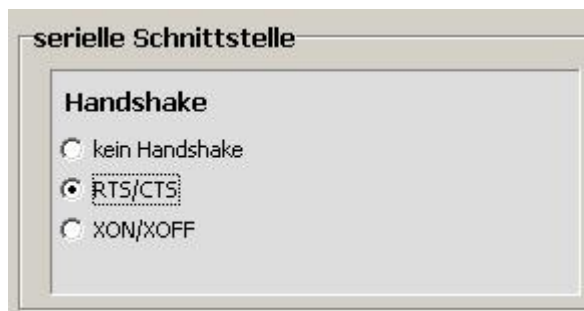 serielle Schnittstelle
Handshake
kein Handshake
RTS/CTS
XON/XOFF